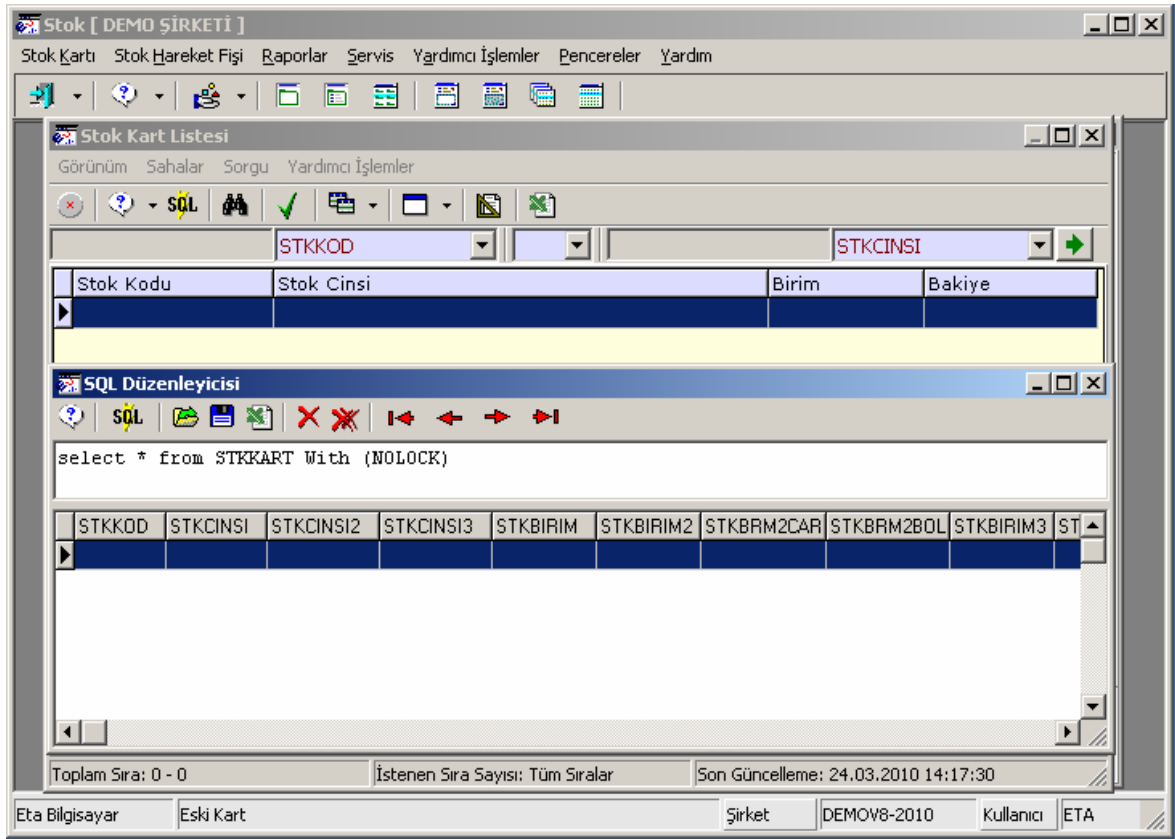 Stok [ DEMO ŞİRKETİ ]
Stok Kartı Stok Hareket Fişi Raporlar Servis Yardımcı İşlemler Pencereler Yardım
Stok Kart Listesi
Görünüm Sahalar Sorgu Yardımcı İşlemler
SQL
STKKOD STKCINSI
Stok Kodu Stok Cinsi Birim Bakiye
SQL Düzenleyicisi
SQL
select * from STKKART With (NOLOCK)
STKKOD STKCINSI STKCINSI2 STKCINSI3 STKBIRIM STKBIRIM2 STKBRM2CAR STKBRM2BOL STKBIRIM3 ST
Toplam Sıra: 0 - 0 İstenen Sıra Sayısı: Tüm Sıralar Son Güncelleme: 24.03.2010 14:17:30
Eta Bilgisayar Eski Kart Şirket DEMOV8-2010 Kullanıcı ETA